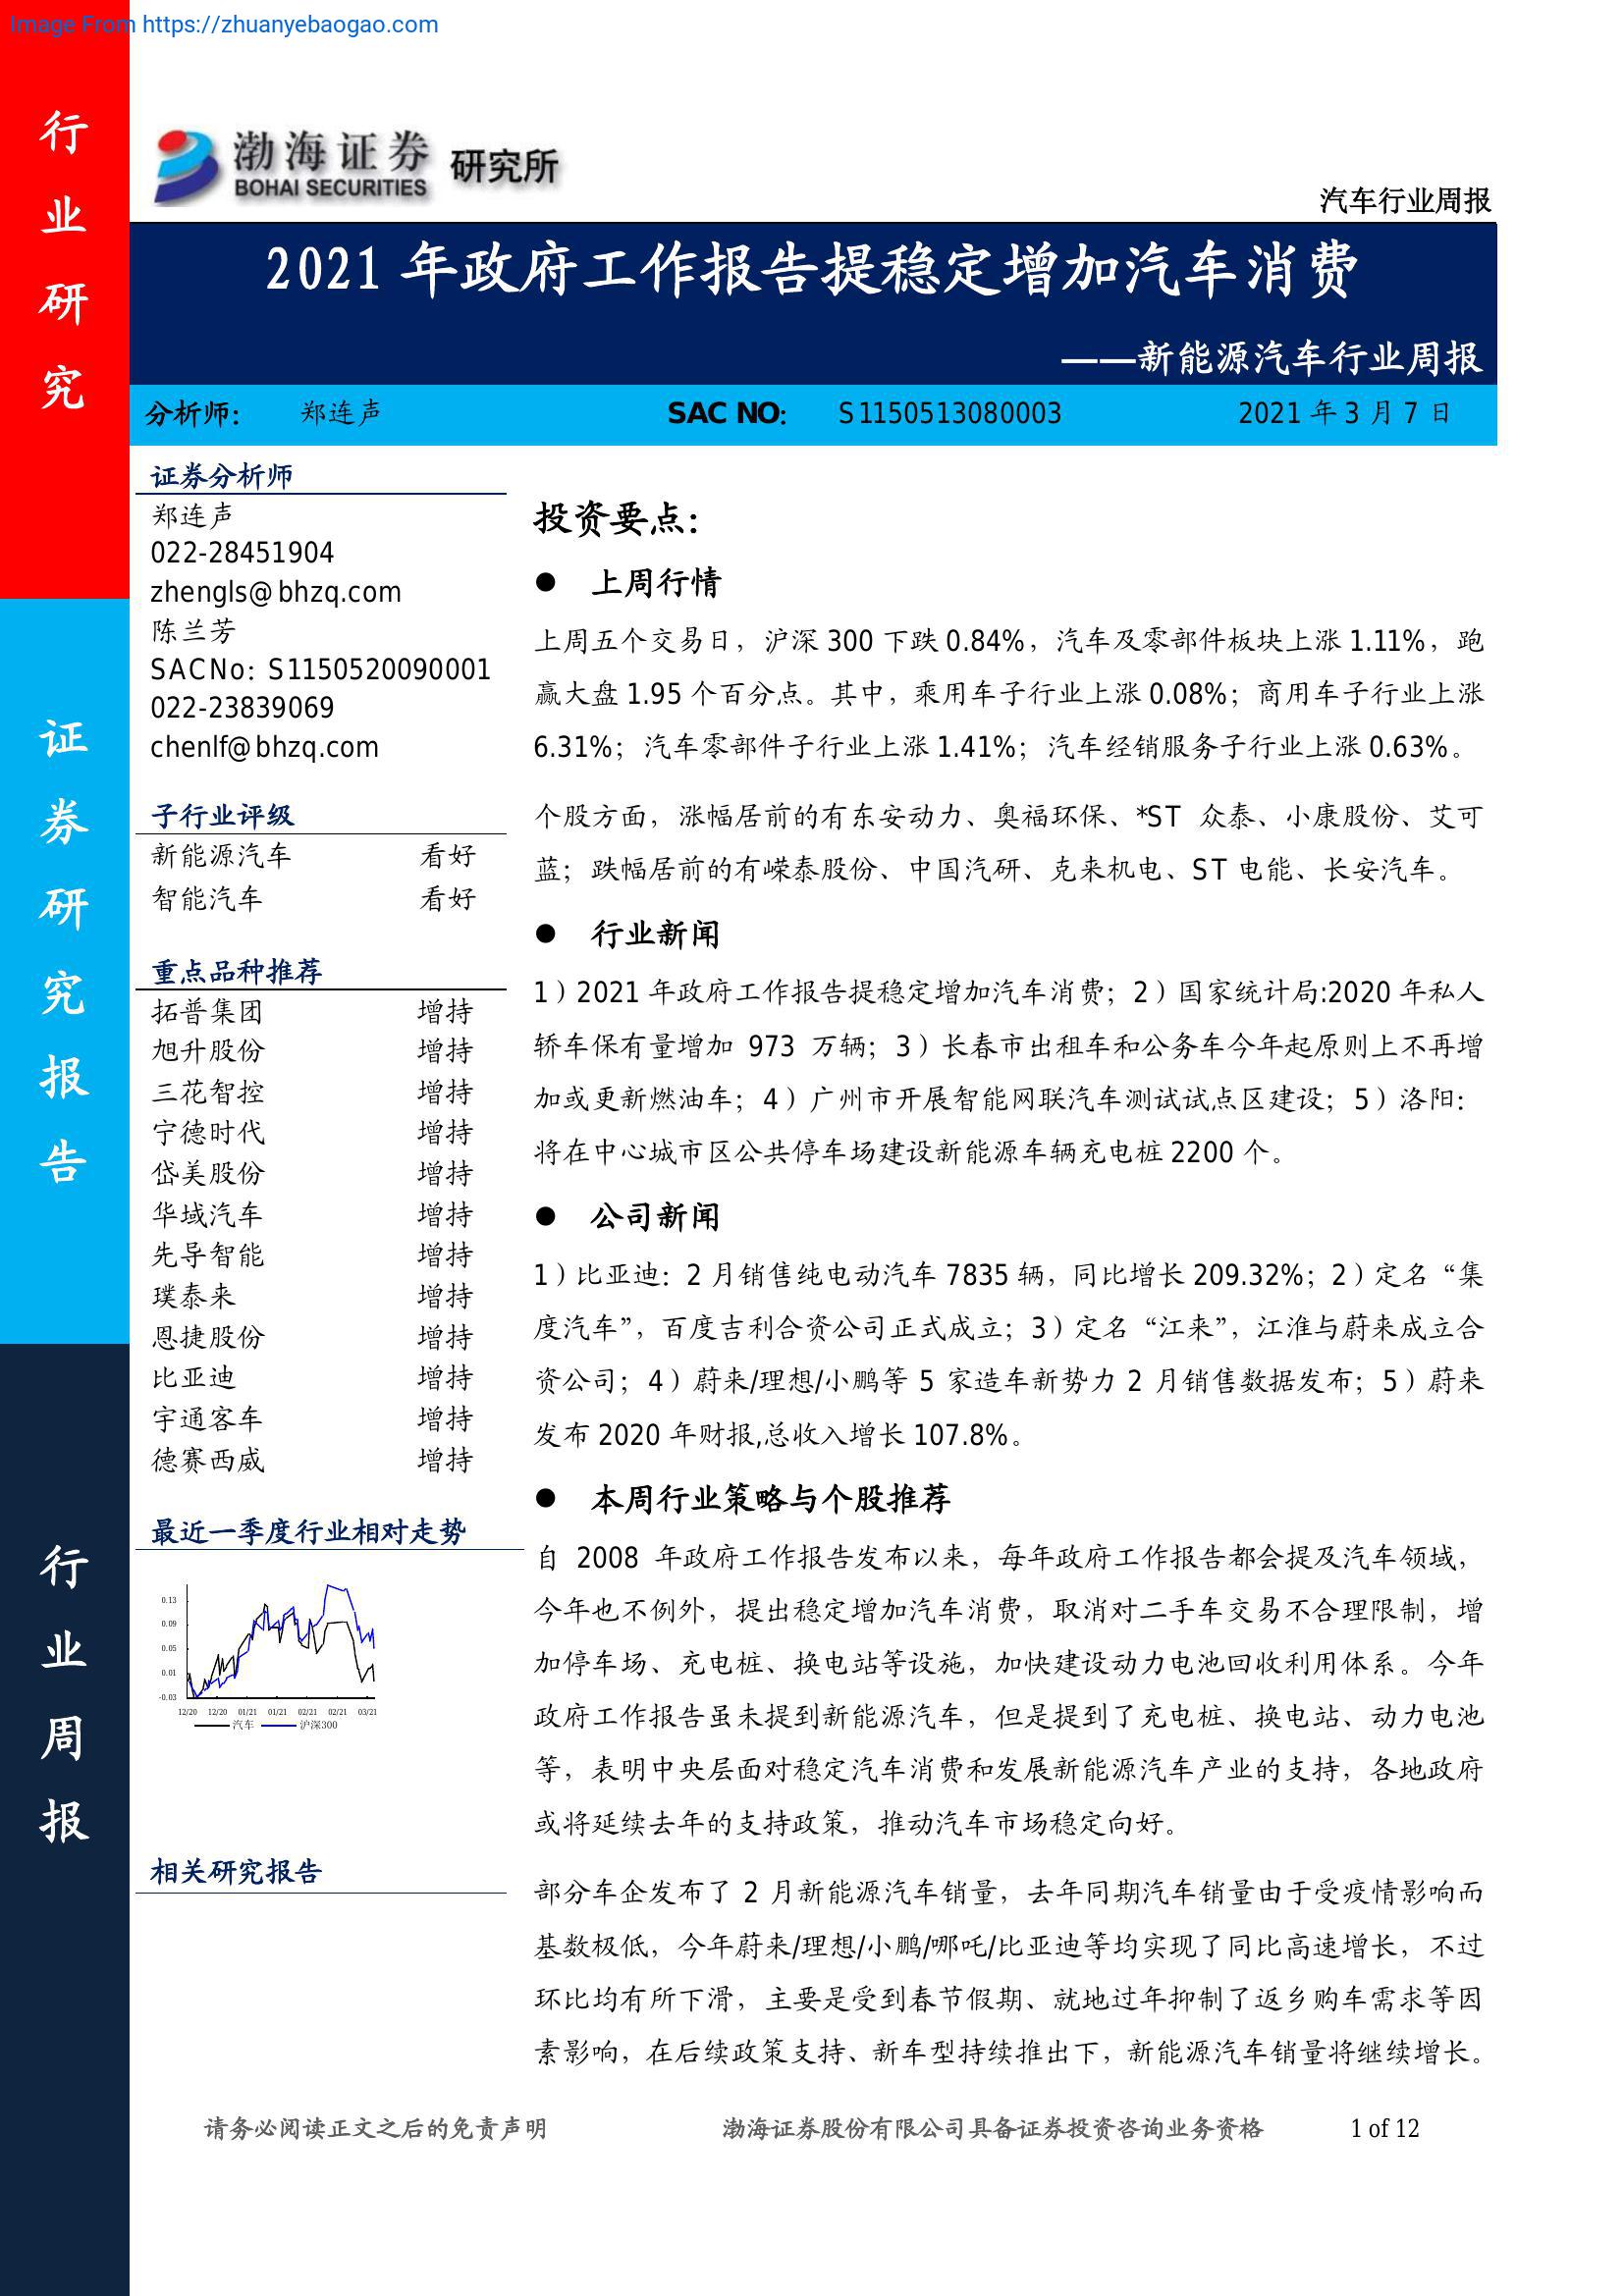 Image From https://zhuanyebaogao.com
行业研究
证券研究报告
行业周报
渤海证券 研究所
BOHAI SECURITIES
汽车行业周报
2021 年政府工作报告提稳定增加汽车消费
——新能源汽车行业周报
分析师： 郑连声 SAC NO： S1150513080003 2021 年 3 月 7 日
证券分析师
郑连声
022-28451904
zhengls@bhzq.com
陈兰芳
SACNo: S1150520090001
022-23839069
chenlf@bhzq.com
子行业评级
新能源汽车 看好
智能汽车 看好
重点品种推荐
拓普集团 增持
旭升股份 增持
三花智控 增持
宁德时代 增持
岱美股份 增持
华域汽车 增持
先导智能 增持
璞泰来 增持
恩捷股份 增持
比亚迪 增持
宇通客车 增持
德赛西威 增持
最近一季度行业相对走势
0.13
0.09
0.05
0.01
-0.03
12/20 12/20 01/21 01/21 02/21 02/21 03/21
汽车 沪深300
相关研究报告
投资要点：
● 上周行情
上周五个交易日，沪深 300 下跌 0.84%，汽车及零部件板块上涨 1.11%，跑
赢大盘 1.95 个百分点。其中，乘用车子行业上涨 0.08%；商用车子行业上涨
6.31%；汽车零部件子行业上涨 1.41%；汽车经销服务子行业上涨 0.63%。
个股方面，涨幅居前的有东安动力、奥福环保、*ST 众泰、小康股份、艾可
蓝；跌幅居前的有嵘泰股份、中国汽研、克来机电、ST 电能、长安汽车。
● 行业新闻
1）2021 年政府工作报告提稳定增加汽车消费；2）国家统计局:2020 年私人
轿车保有量增加 973 万辆；3）长春市出租车和公务车今年起原则上不再增
加或更新燃油车；4）广州市开展智能网联汽车测试试点区建设；5）洛阳：
将在中心城市区公共停车场建设新能源车辆充电桩 2200 个。
● 公司新闻
1）比亚迪：2 月销售纯电动汽车 7835 辆，同比增长 209.32%；2）定名“集
度汽车”，百度吉利合资公司正式成立；3）定名“江来”，江淮与蔚来成立合
资公司；4）蔚来/理想/小鹏等 5 家造车新势力 2 月销售数据发布；5）蔚来
发布 2020 年财报,总收入增长 107.8%。
● 本周行业策略与个股推荐
自 2008 年政府工作报告发布以来，每年政府工作报告都会提及汽车领域，
今年也不例外，提出稳定增加汽车消费，取消对二手车交易不合理限制，增
加停车场、充电桩、换电站等设施，加快建设动力电池回收利用体系。今年
政府工作报告虽未提到新能源汽车，但是提到了充电桩、换电站、动力电池
等，表明中央层面对稳定汽车消费和发展新能源汽车产业的支持，各地政府
或将延续去年的支持政策，推动汽车市场稳定向好。
部分车企发布了 2 月新能源汽车销量，去年同期汽车销量由于受疫情影响而
基数极低，今年蔚来/理想/小鹏/哪吒/比亚迪等均实现了同比高速增长，不过
环比均有所下滑，主要是受到春节假期、就地过年抑制了返乡购车需求等因
素影响，在后续政策支持、新车型持续推出下，新能源汽车销量将继续增长。
请务必阅读正文之后的免责声明 渤海证券股份有限公司具备证券投资咨询业务资格 1 of 12